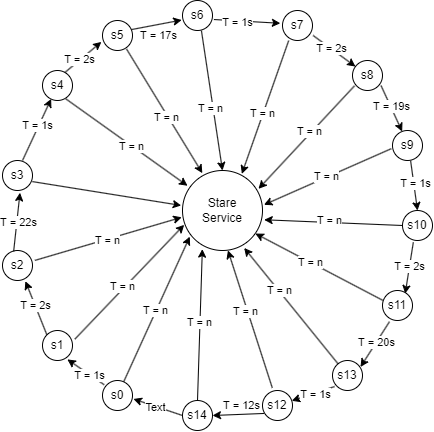 s6
T = 1s
s7
s5
T = 17s
T = 2s
T = 2s
s4
s8
T = n
T = n
T = 19s
T = n
T = 1s
T = n
T = n
s9
s3
T = n
T = 1s
Stare
Service
T = 22s
T = n
s10
T = n
s2
T = n
T = 2s
T = n
T = n
T = 2s
s11
T = n
T = n
T = n
T = n
s1
T = 20s
T = 1s
s13
s0
T = 1s
Text
T = 12s
s12
s14